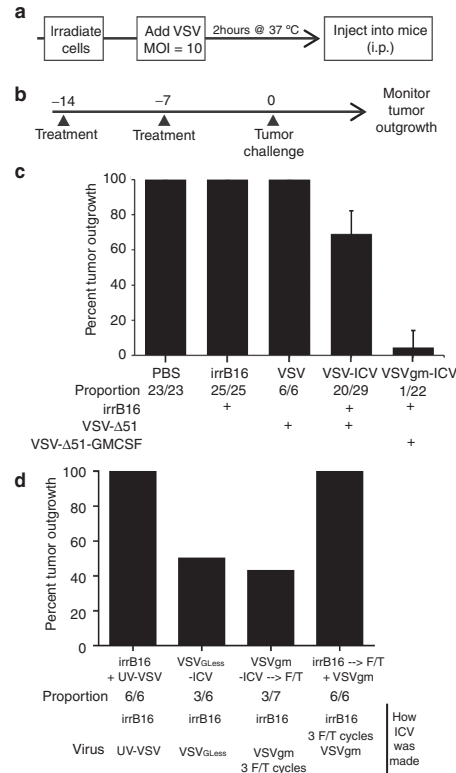 a
Irradiate cells
Add VSV MOI = 10
2hours @ 37 °C
Inject into mice (i.p.)
b
−14
−7
0
Monitor tumor outgrowth
Treatment
Treatment
Tumor challenge
c
Percent tumor outgrowth
100
80
60
40
20
0
PBS irrB16 VSV VSV-ICV VSVgm-ICV
Proportion 23/23 25/25 6/6 20/29 1/22
irrB16 + + +
VSV-Δ51 + +
VSV-Δ51-GMCSF +
d
Percent tumor outgrowth
100
80
60
40
20
0
irrB16 + UV-VSV
VSVGLess -ICV
VSVgm -ICV --> F/T
irrB16 --> F/T + VSVgm
Proportion 6/6 3/6 3/7 6/6
irrB16 irrB16 irrB16 irrB16
3 F/T cycles
Virus UV-VSV VSVGLess VSVgm VSVgm
3 F/T cycles
How ICV was made